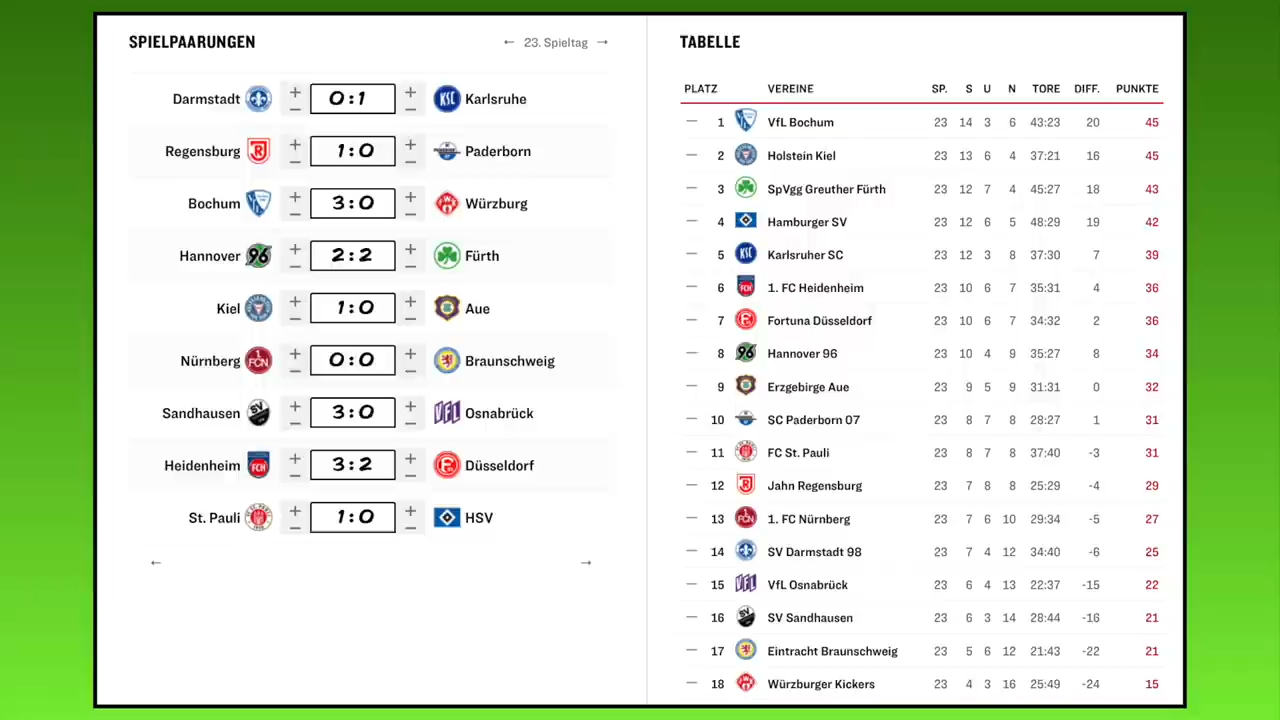 SPIELPAARUNGEN
← 23. Spieltag →
Darmstadt + − 0:1 + − KSC Karlsruhe
Regensburg + − 1:0 + − Paderborn
Bochum + − 3:0 + − Würzburg
Hannover 96 + − 2:2 + − Fürth
Kiel + − 1:0 + − Aue
Nürnberg 1. FCN + − 0:0 + − Braunschweig
Sandhausen SV + − 3:0 + − VfL Osnabrück
Heidenheim FCH + − 3:2 + − Düsseldorf
St. Pauli + − 1:0 + − HSV
← →
TABELLE
PLATZ VEREINE SP. S U N TORE DIFF. PUNKTE
— 1 VfL Bochum 23 14 3 6 43:23 20 45
— 2 Holstein Kiel 23 13 6 4 37:21 16 45
— 3 SpVgg Greuther Fürth 23 12 7 4 45:27 18 43
— 4 Hamburger SV 23 12 6 5 48:29 19 42
— 5 KSC Karlsruher SC 23 12 3 8 37:30 7 39
— 6 FCH 1. FC Heidenheim 23 10 6 7 35:31 4 36
— 7 Fortuna Düsseldorf 23 10 6 7 34:32 2 36
— 8 96 Hannover 96 23 10 4 9 35:27 8 34
— 9 Erzgebirge Aue 23 9 5 9 31:31 0 32
— 10 SC Paderborn 07 23 8 7 8 28:27 1 31
— 11 FC St. Pauli 23 8 7 8 37:40 -3 31
— 12 Jahn Regensburg 23 7 8 8 25:29 -4 29
— 13 FCN 1. FC Nürnberg 23 7 6 10 29:34 -5 27
— 14 SV Darmstadt 98 23 7 4 12 34:40 -6 25
— 15 VfL VfL Osnabrück 23 6 4 13 22:37 -15 22
— 16 SV SV Sandhausen 23 6 3 14 28:44 -16 21
— 17 Eintracht Braunschweig 23 5 6 12 21:43 -22 21
— 18 Würzburger Kickers 23 4 3 16 25:49 -24 15